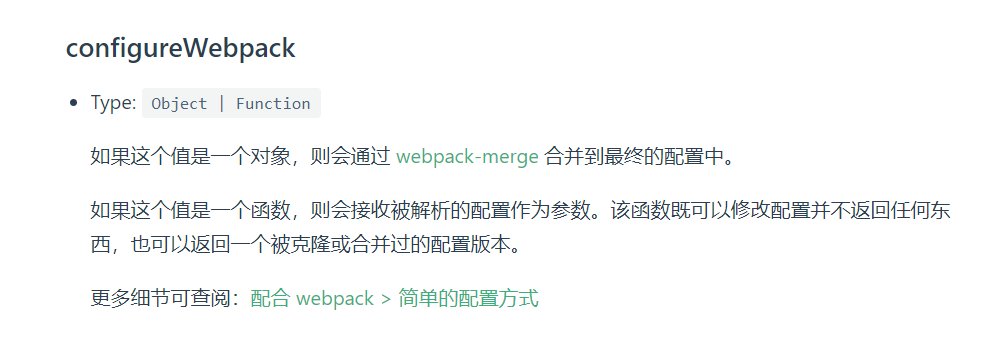 configureWebpack
Type: Object | Function
如果这个值是一个对象，则会通过 webpack-merge 合并到最终的配置中。
如果这个值是一个函数，则会接收被解析的配置作为参数。该函数既可以修改配置并不返回任何东
西，也可以返回一个被克隆或合并过的配置版本。
更多细节可查阅：配合 webpack > 简单的配置方式